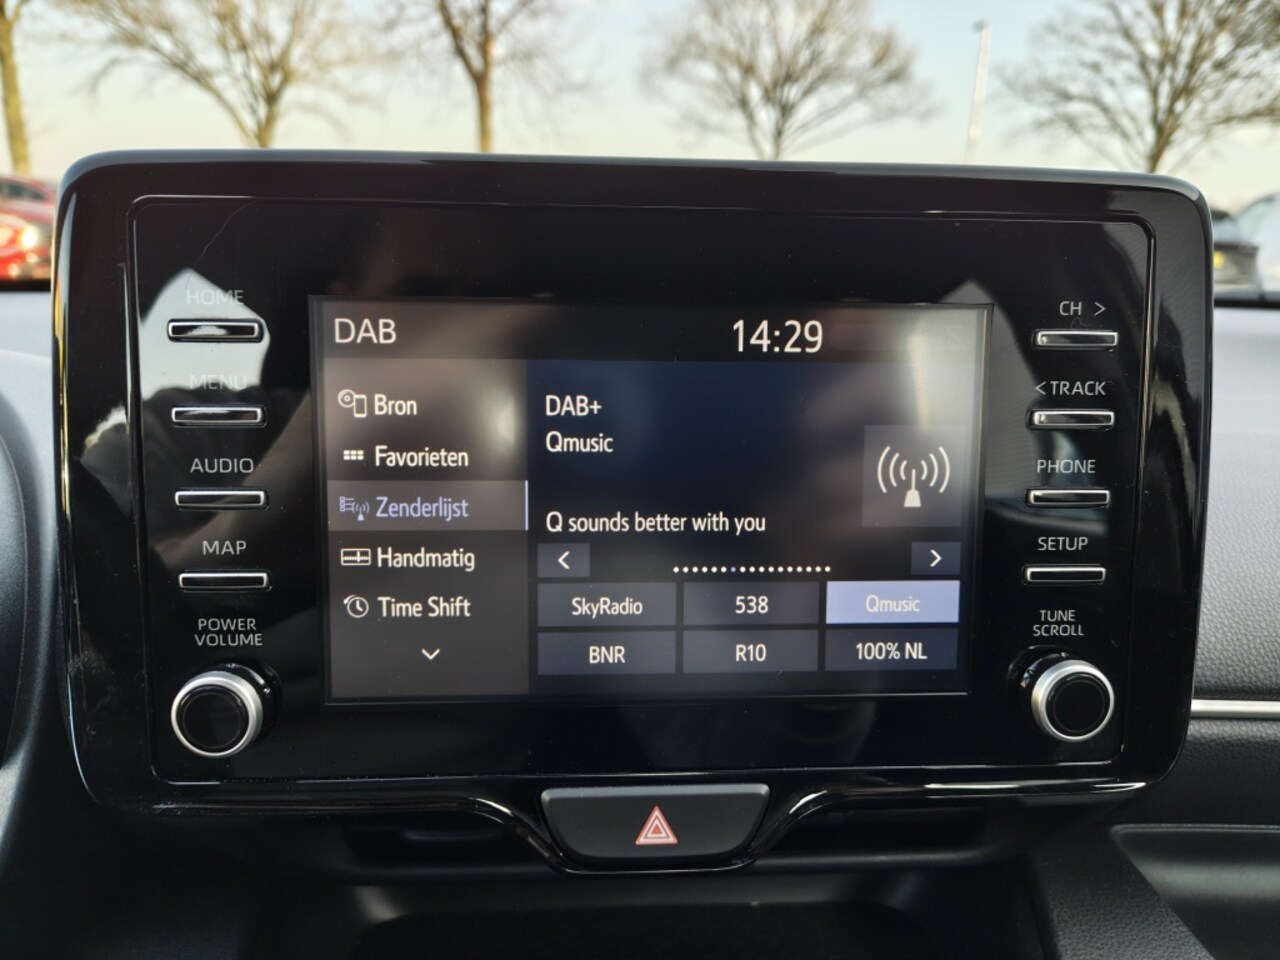 HOME
MENU
AUDIO
MAP
POWER
VOLUME
DAB
14:29
Bron
Favorieten
Zenderlijst
Handmatig
Time Shift
DAB+
Qmusic
Q sounds better with you
<
>
SkyRadio
538
Qmusic
BNR
R10
100% NL
CH >
< TRACK
PHONE
SETUP
TUNE
SCROLL